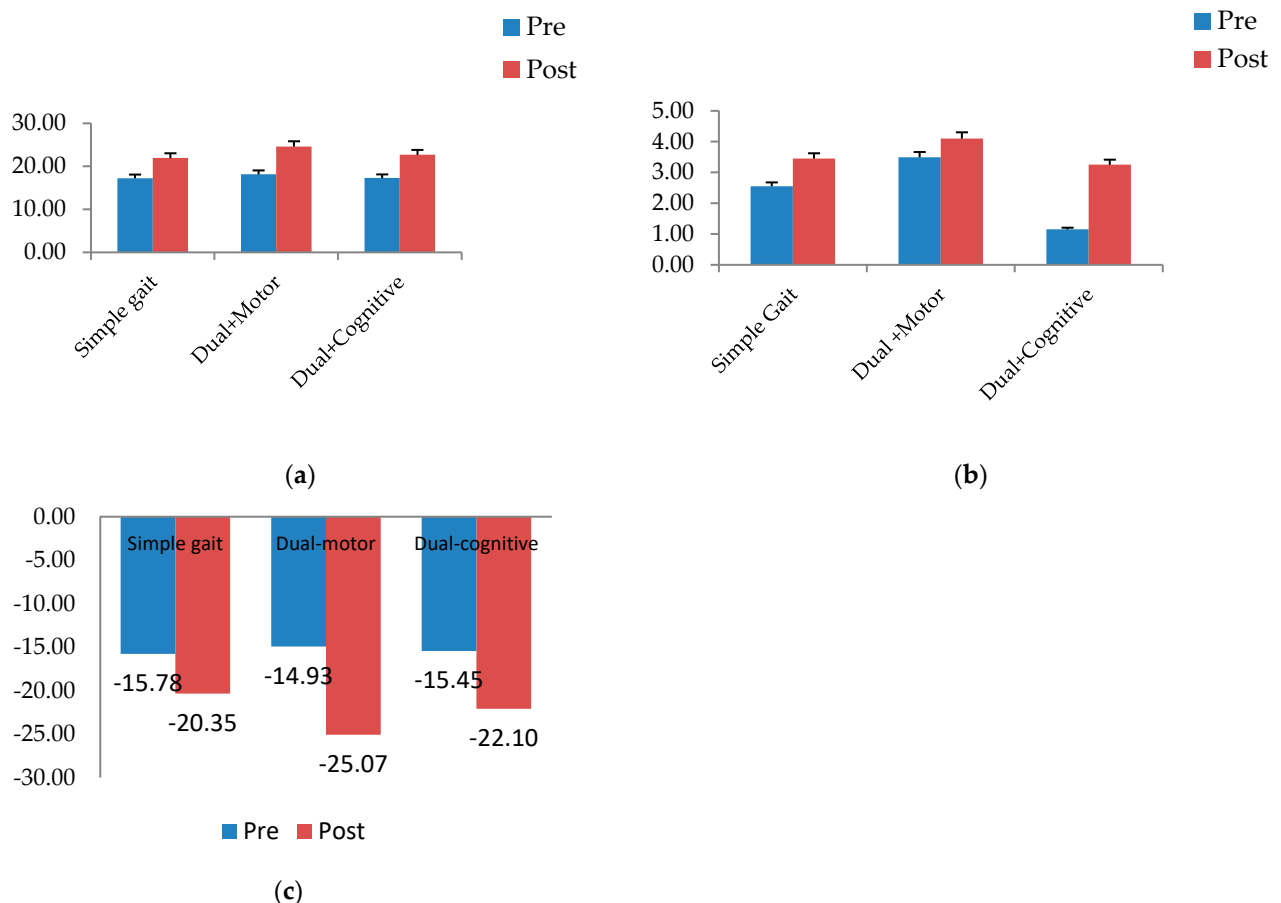 Pre
Post
30.00
20.00
10.00
0.00
Simple gait
Dual+Motor
Dual+Cognitive
(a)
Pre
Post
5.00
4.00
3.00
2.00
1.00
0.00
Simple Gait
Dual +Motor
Dual+Cognitive
(b)
0.00
-5.00
-10.00
-15.00
-20.00
-25.00
-30.00
Simple gait Dual-motor Dual-cognitive
-15.78 -14.93 -15.45
-20.35 -22.10
-25.07
Pre Post
(c)